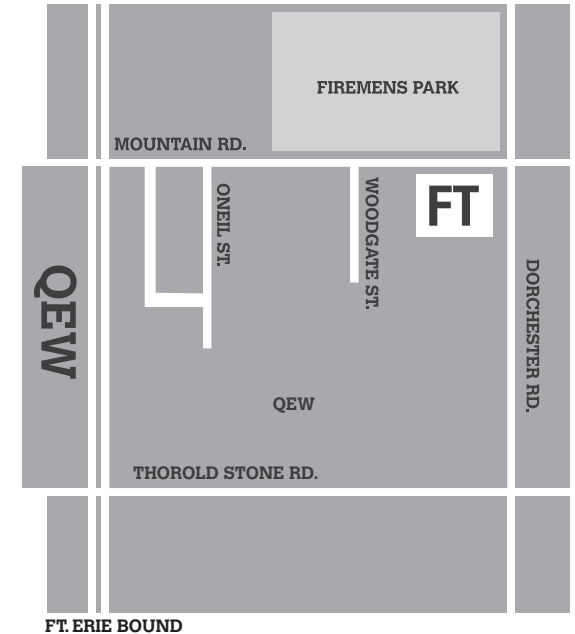 FIREMENS PARK
MOUNTAIN RD.
ONEIL ST.
WOODGATE ST.
FT
QEW
DORCHESTER RD.
QEW
THOROLD STONE RD.
FT. ERIE BOUND